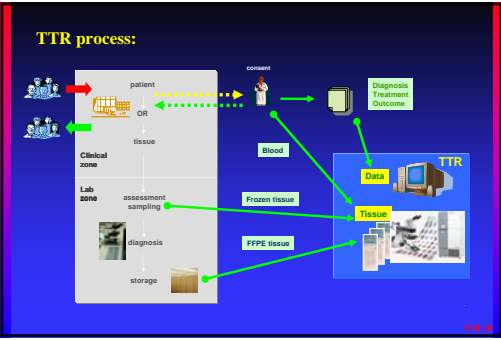 TTR process:
consent
patient
OR
tissue
Clinical
zone
Lab
zone
assessment
sampling
diagnosis
storage
Diagnosis
Treatment
Outcome
Blood
Frozen tissue
FFPE tissue
TTR
Data
Tissue